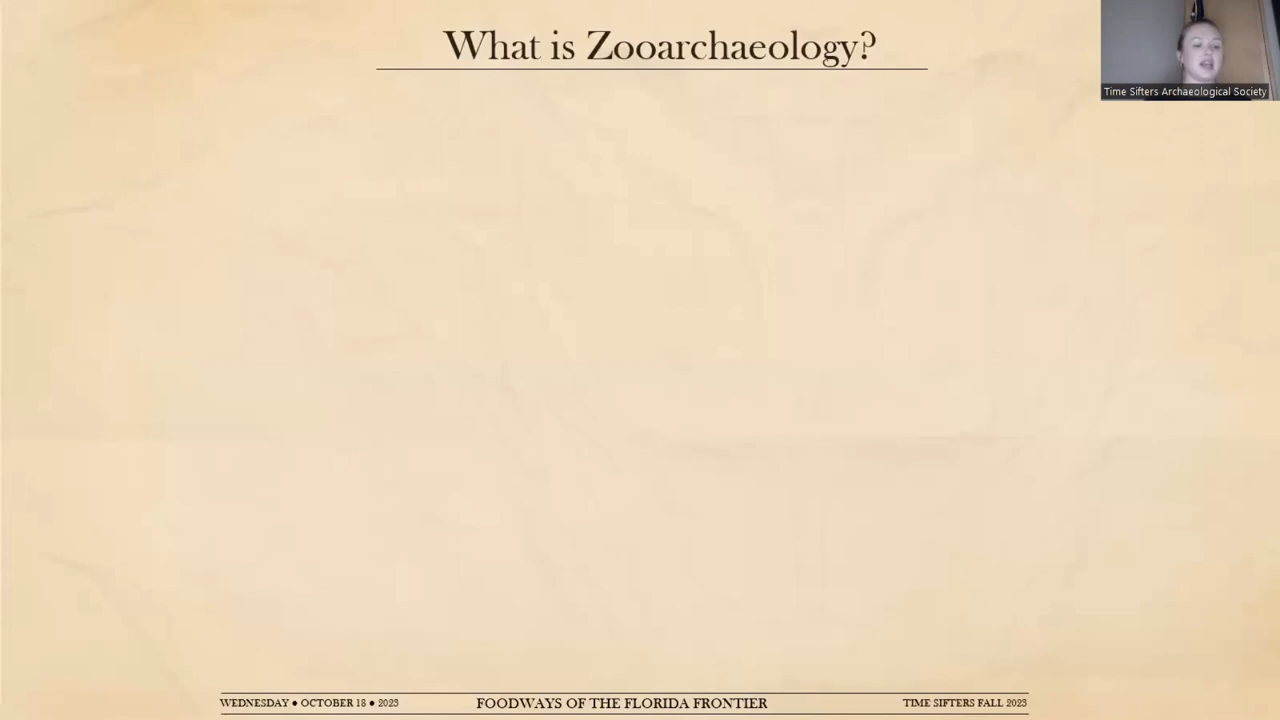 What is Zooarchaeology?
Time Sifters Archaeological Society
WEDNESDAY ● OCTOBER 18 ● 2023
FOODWAYS OF THE FLORIDA FRONTIER
TIME SIFTERS FALL 2023